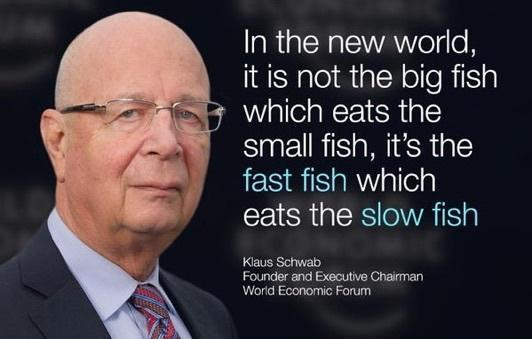 In the new world,
it is not the big fish
which eats the
small fish, it's the
fast fish which
eats the slow fish
Klaus Schwab
Founder and Executive Chairman
World Economic Forum